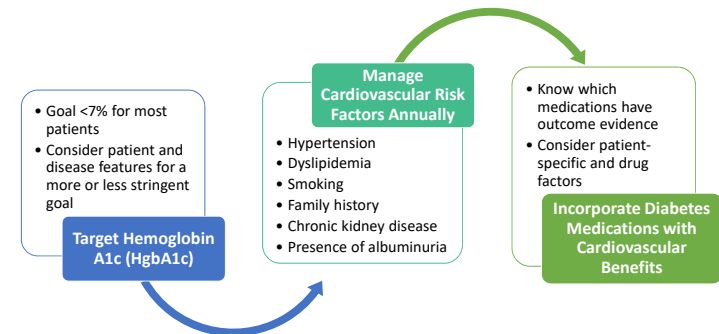 • Goal <7% for most
patients
• Consider patient and
disease features for a
more or less stringent
goal
Target Hemoglobin
A1c (HgbA1c)
Manage
Cardiovascular Risk
Factors Annually
• Hypertension
• Dyslipidemia
• Smoking
• Family history
• Chronic kidney disease
• Presence of albuminuria
• Know which
medications have
outcome evidence
• Consider patient-
specific and drug
factors
Incorporate Diabetes
Medications with
Cardiovascular
Benefits